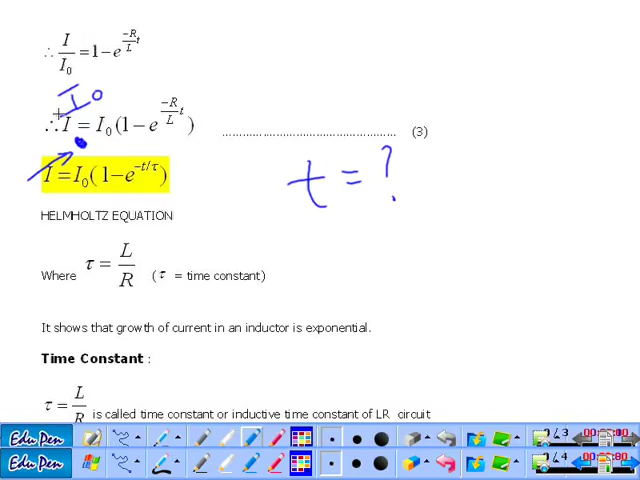 ∴ I/I₀ = 1 − e^(−R/L t)
I₀
∴ I = I₀ (1 − e^(−R/L t)) ........................................................ (3)
I = I₀ (1 − e^(−t/τ))
t = ?
HELMHOLTZ EQUATION
Where τ = L/R (τ = time constant)
It shows that growth of current in an inductor is exponential.
Time Constant :
τ = L/R is called time constant or inductive time constant of LR circuit
Edu Pen
Edu Pen